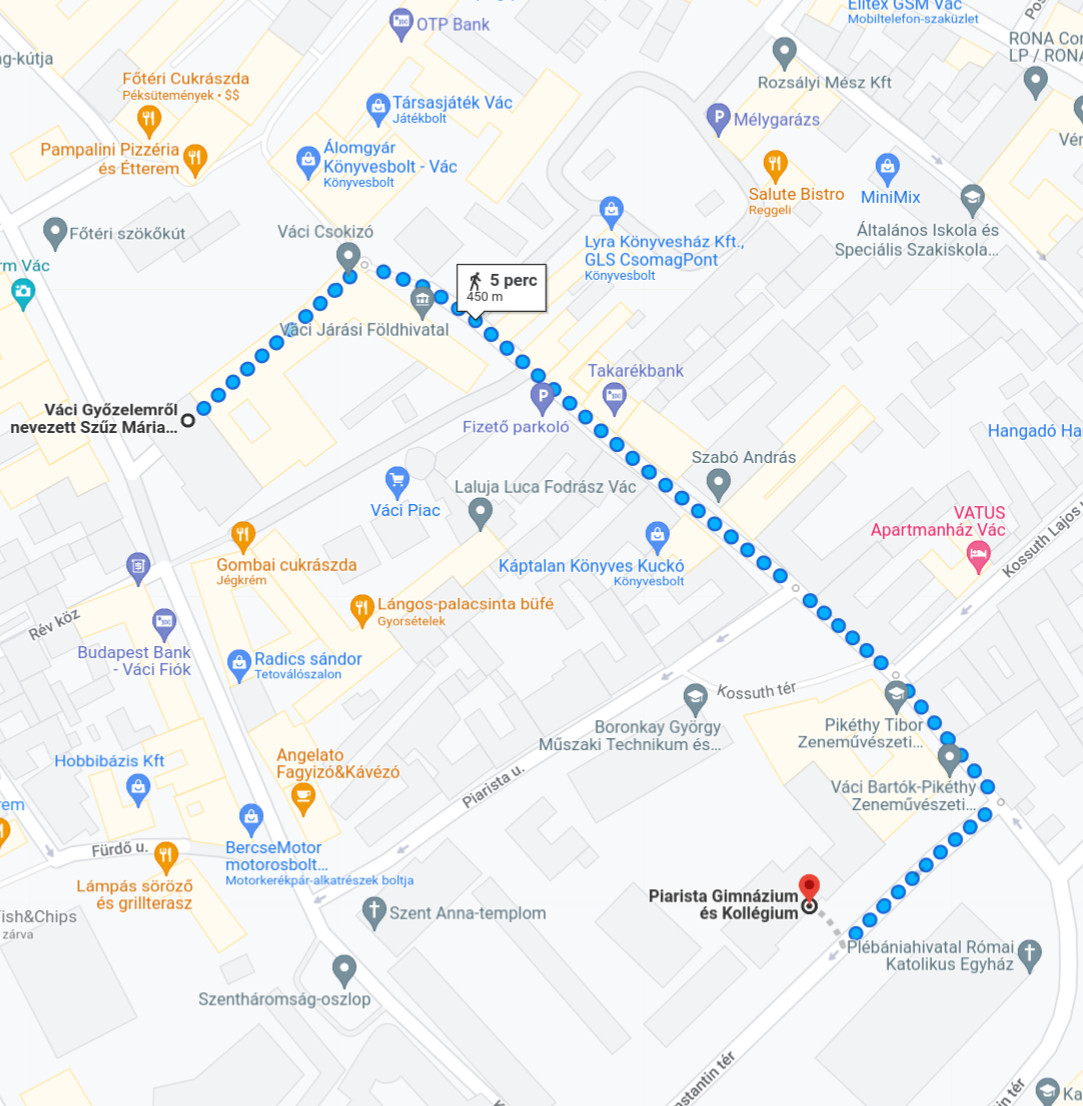 Elitex GSM Vác
Mobiltelefon-szaküzlet
OTP Bank
RONA
LP / RONA
g-kútja
Rozsályi Mész Kft
Főtéri Cukrászda
Péksütemények • $$
Társasjáték Vác
Játékbolt
Mélygarázs
Pampalini Pizzéria
és Étterem
Álomgyár
Könyvesbolt - Vác
Könyvesbolt
Salute Bistro
Reggeli
MiniMix
Főtéri szökőkút
Váci Csokizó
Lyra Könyvesház Kft.,
GLS CsomagPont
Könyvesbolt
Általános Iskola és
Speciális Szakiskola...
rm Vác
5 perc
450 m
Váci Járási Földhivatal
Takarékbank
Váci Győzelemről
nevezett Szűz Mária...
Fizető parkoló
Hangadó
Szabó András
Váci Piac
Laluja Luca Fodrász Vác
VATUS
Apartmanház Vác
Kossuth Lajos
Gombai cukrászda
Jégkrém
Káptalan Könyves Kuckó
Könyvesbolt
Rév köz
Lángos-palacsinta büfé
Gyorsételek
Budapest Bank
- Váci Fiók
Radics sándor
Tetoválószalon
Kossuth tér
Boronkay György
Műszaki Technikum és...
Pikéthy Tibor
Zeneművészeti...
Hobbibázis Kft
Angelato
Fagyizó&Kávézó
Piarista u.
Váci Bartók-Pikéthy
Zeneművészeti...
rem
Fürdő u.
BercseMotor
motorosbolt...
Motorkerékpár-alkatrészek boltja
Lámpás söröző
és grillterasz
Piarista Gimnázium
és Kollégium
ish&Chips
zárva
Szent Anna-templom
Plébániahivatal Római
Katolikus Egyház
Szentháromság-oszlop
nstantin tér
in tér